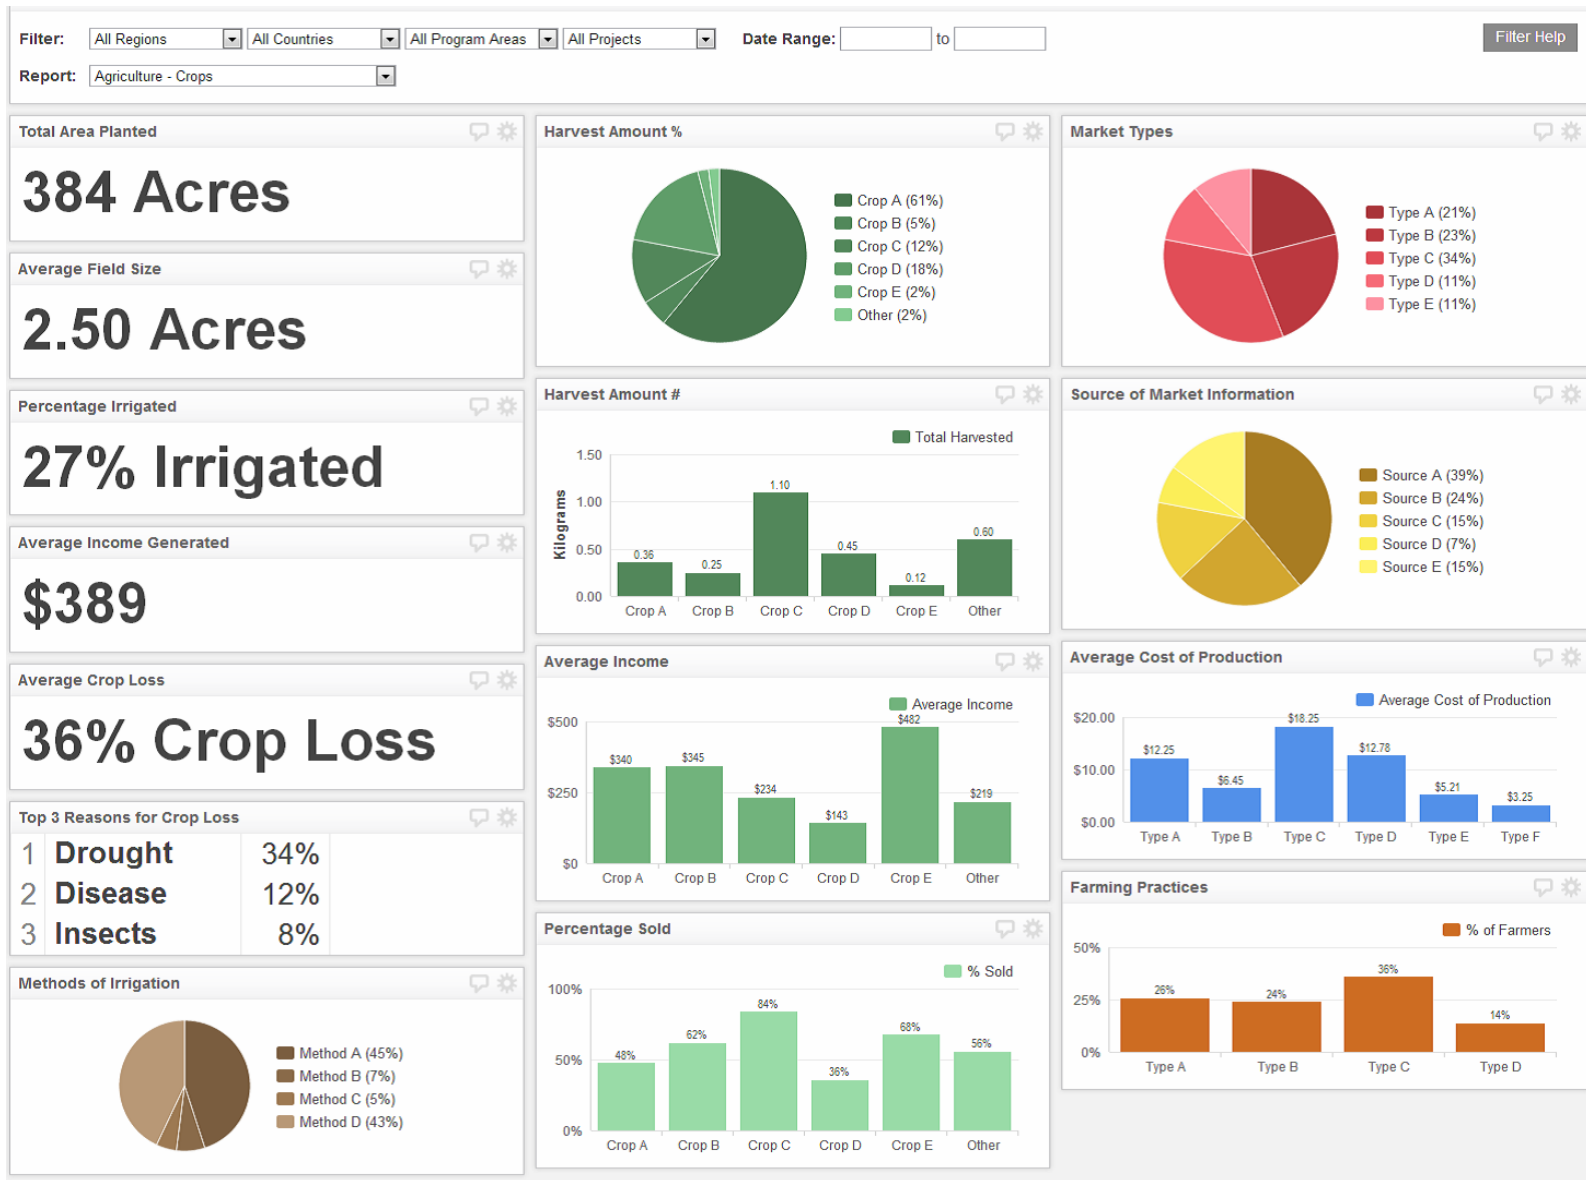 Filter: All Regions All Countries All Program Areas All Projects Date Range: to Filter Help
Report: Agriculture - Crops
Total Area Planted
384 Acres
Average Field Size
2.50 Acres
Percentage Irrigated
27% Irrigated
Average Income Generated
$389
Average Crop Loss
36% Crop Loss
Top 3 Reasons for Crop Loss
1 Drought 34%
2 Disease 12%
3 Insects 8%
Methods of Irrigation
Method A (45%)
Method B (7%)
Method C (5%)
Method D (43%)
Harvest Amount %
Crop A (61%)
Crop B (5%)
Crop C (12%)
Crop D (18%)
Crop E (2%)
Other (2%)
Harvest Amount #
Total Harvested
Kilograms
1.50
1.00
0.50
0.00
0.36 0.25 1.10 0.45 0.12 0.60
Crop A Crop B Crop C Crop D Crop E Other
Average Income
Average Income
$500
$250
$0
$340 $345 $234 $143 $482 $219
Crop A Crop B Crop C Crop D Crop E Other
Percentage Sold
% Sold
100%
50%
0%
48% 62% 84% 36% 68% 56%
Crop A Crop B Crop C Crop D Crop E Other
Market Types
Type A (21%)
Type B (23%)
Type C (34%)
Type D (11%)
Type E (11%)
Source of Market Information
Source A (39%)
Source B (24%)
Source C (15%)
Source D (7%)
Source E (15%)
Average Cost of Production
Average Cost of Production
$20.00
$10.00
$0.00
$12.25 $6.45 $18.25 $12.78 $5.21 $3.25
Type A Type B Type C Type D Type E Type F
Farming Practices
% of Farmers
50%
25%
0%
26% 24% 36% 14%
Type A Type B Type C Type D